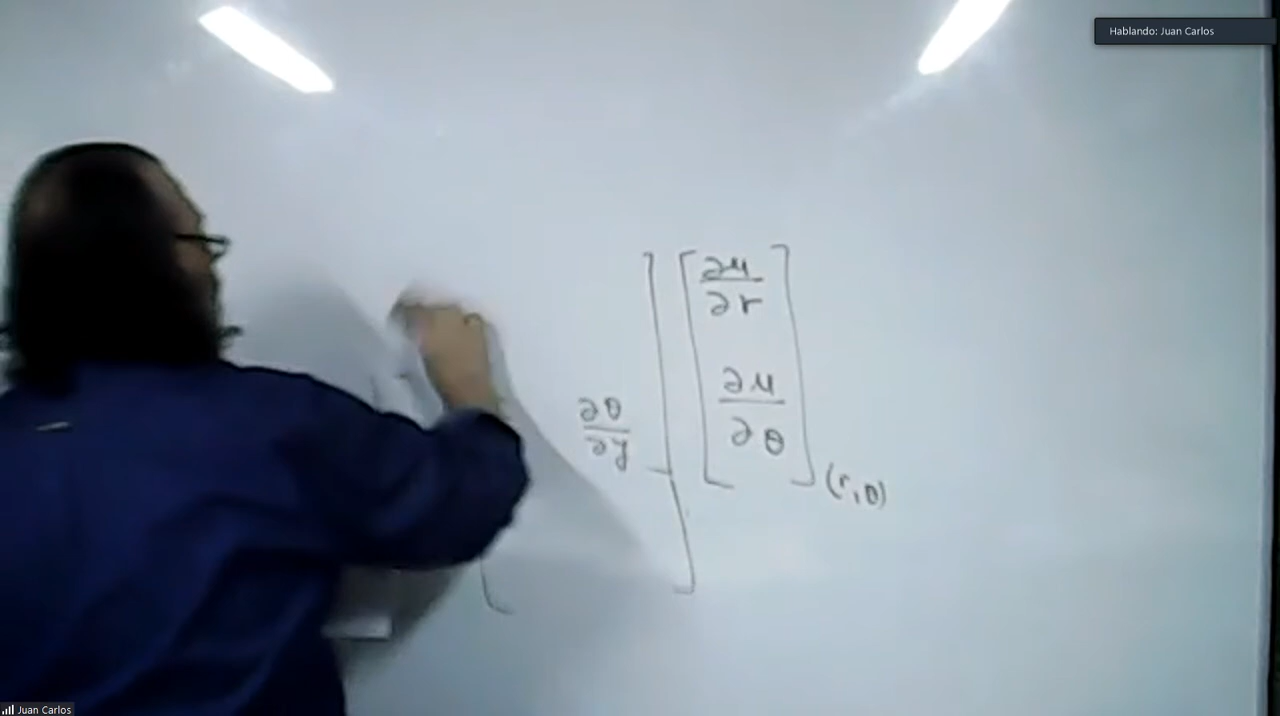 Hablando: Juan Carlos
∂u
∂r
∂θ
∂y
∂u
∂θ
(r,θ)
Juan Carlos